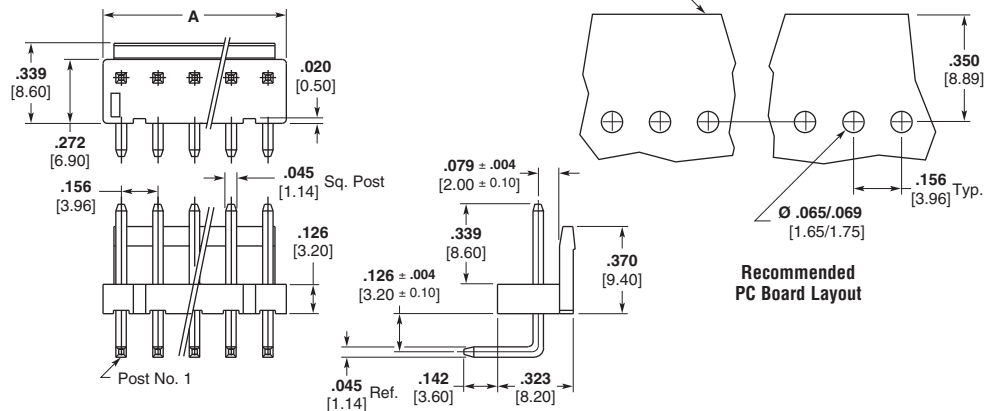 A
.339
[8.60]
.272
[6.90]
.020
[0.50]
.156
[3.96]
.045
[1.14] Sq. Post
.126
[3.20]
Post No. 1
.079 ± .004
[2.00 ± 0.10]
.339
[8.60]
.126 ± .004
[3.20 ± 0.10]
.370
[9.40]
.045
[1.14] Ref.
.142
[3.60]
.323
[8.20]
.350
[8.89]
.156
[3.96] Typ.
Ø .065/.069
[1.65/1.75]
Recommended
PC Board Layout